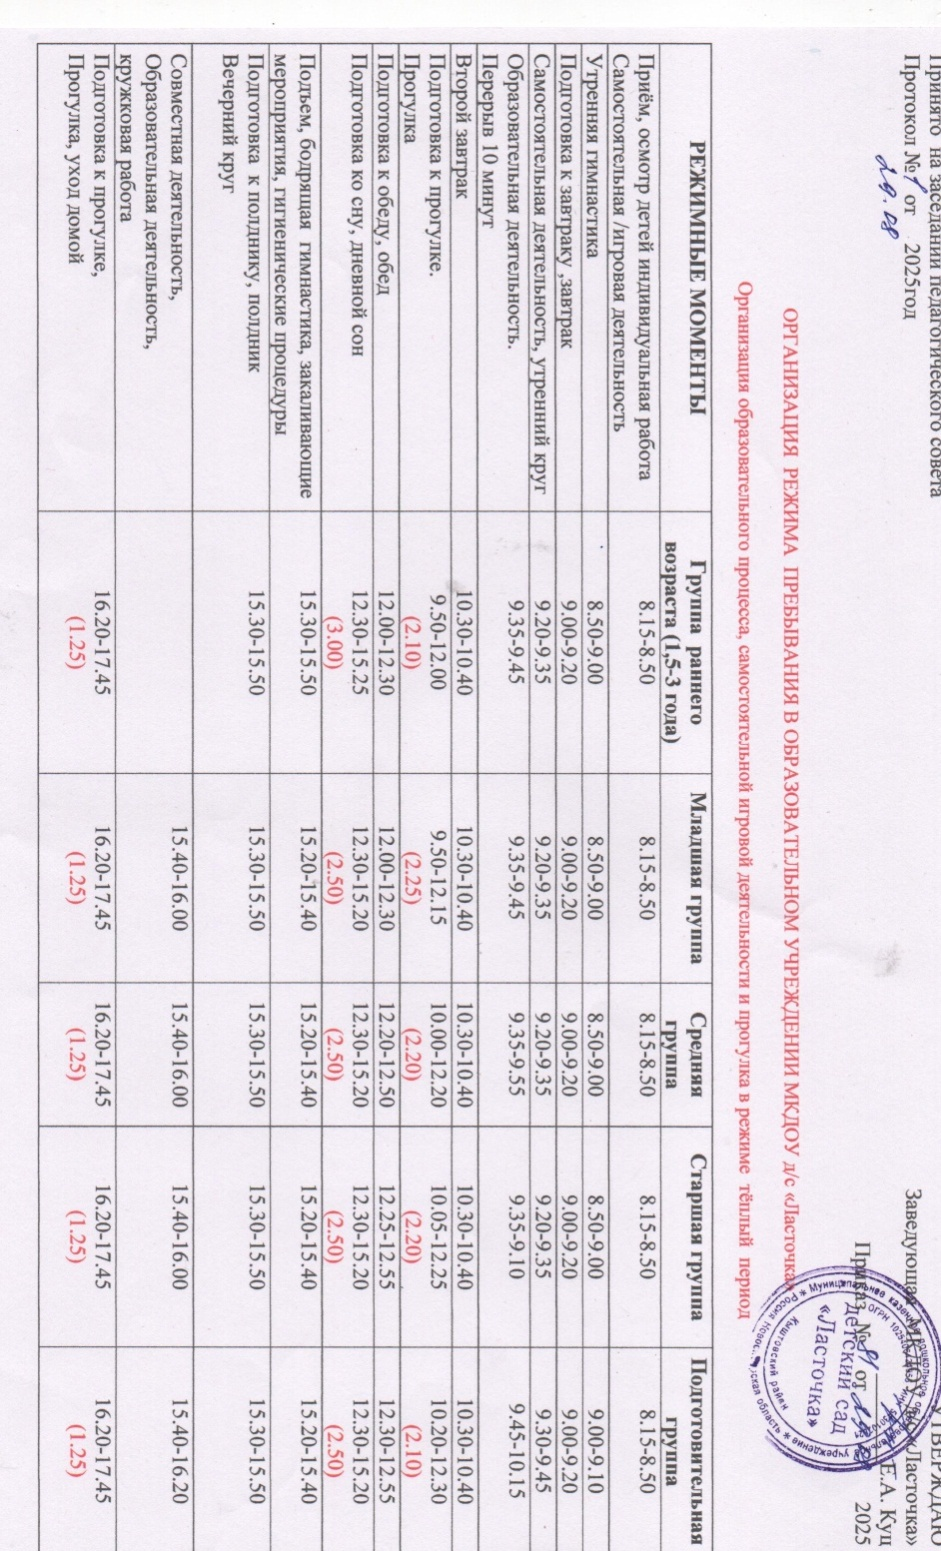 Принято на заседании педагогического совета
Протокол №1 от 2025год
29.08
Заведующая МКДОУ д/с «Ласточка»
Е.А. Куц
Приказ № 81 от 2025
детский сад
«Ласточка»
ОРГАНИЗАЦИЯ РЕЖИМА ПРЕБЫВАНИЯ В ОБРАЗОВАТЕЛЬНОМ УЧРЕЖДЕНИИ МКДОУ д/с «Ласточка»
Организация образовательного процесса, самостоятельной игровой деятельности и прогулка в режиме тёплый период
РЕЖИМНЫЕ МОМЕНТЫ Группа раннего возраста (1,5-3 года) Младшая группа Средняя группа Старшая группа Подготовительная группа
Приём, осмотр детей индивидуальная работа 8.15-8.50 8.15-8.50 8.15-8.50 8.15-8.50 8.15-8.50
Самостоятельная /игровая деятельность
Утренняя гимнастика 8.50-9.00 8.50-9.00 8.50-9.00 8.50-9.00 9.00-9.10
Подготовка к завтраку ,завтрак 9.00-9.20 9.00-9.20 9.00-9.20 9.00-9.20 9.00-9.20
Самостоятельная деятельность, утренний круг 9.20-9.35 9.20-9.35 9.20-9.35 9.20-9.35 9.30-9.45
Образовательная деятельность. 9.35-9.45 9.35-9.45 9.35-9.55 9.35-9.10 9.45-10.15
Перерыв 10 минут
Второй завтрак 10.30-10.40 10.30-10.40 10.30-10.40 10.30-10.40 10.30-10.40
Подготовка к прогулке. 9.50-12.00 9.50-12.15 10.00-12.20 10.05-12.25 10.20-12.30
Прогулка (2.10) (2.25) (2.20) (2.20) (2.10)
Подготовка к обеду, обед 12.00-12.30 12.00-12.30 12.20-12.50 12.25-12.55 12.30-12.55
Подготовка ко сну, дневной сон 12.30-15.25 12.30-15.20 12.30-15.20 12.30-15.20 12.30-15.20
(3.00) (2.50) (2.50) (2.50) (2.50)
Подъем, бодрящая гимнастика, закаливающие 15.30-15.50 15.20-15.40 15.20-15.40 15.20-15.40 15.20-15.40
мероприятия, гигиенические процедуры
Подготовка к полднику, полдник 15.30-15.50 15.30-15.50 15.30-15.50 15.30-15.50 15.30-15.50
Вечерний круг
Совместная деятельность, 15.40-16.00 15.40-16.00 15.40-16.00 15.40-16.20
Образовательная деятельность,
кружковая работа
Подготовка к прогулке, 16.20-17.45 16.20-17.45 16.20-17.45 16.20-17.45 16.20-17.45
Прогулка, уход домой (1.25) (1.25) (1.25) (1.25) (1.25)